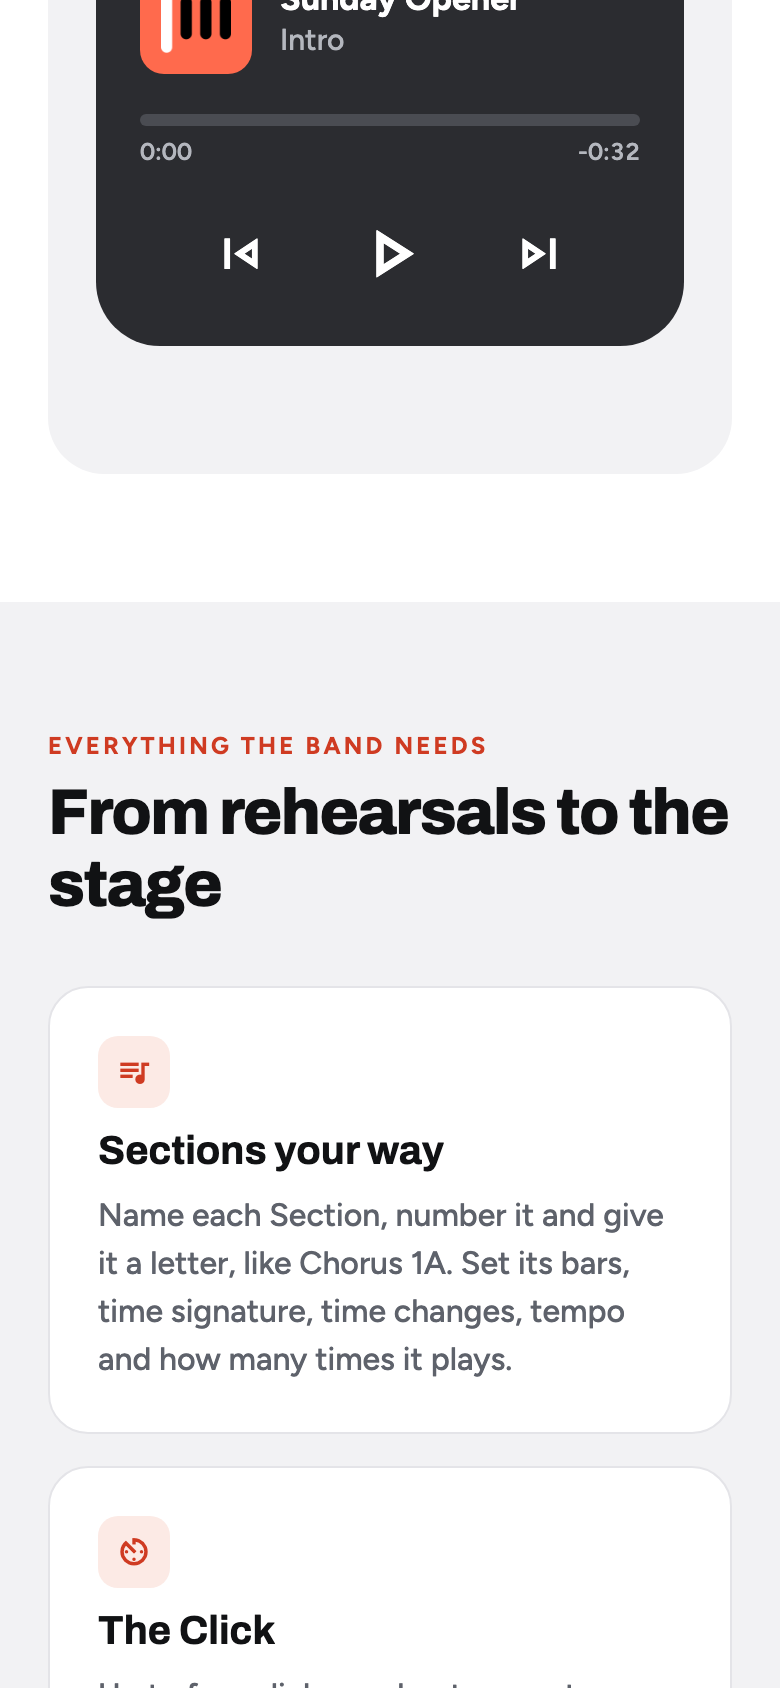 Sunday Opener
Intro
0:00
-0:32
EVERYTHING THE BAND NEEDS
From rehearsals to the
stage
Sections your way
Name each Section, number it and give
it a letter, like Chorus 1A. Set its bars,
time signature, time changes, tempo
and how many times it plays.
The Click